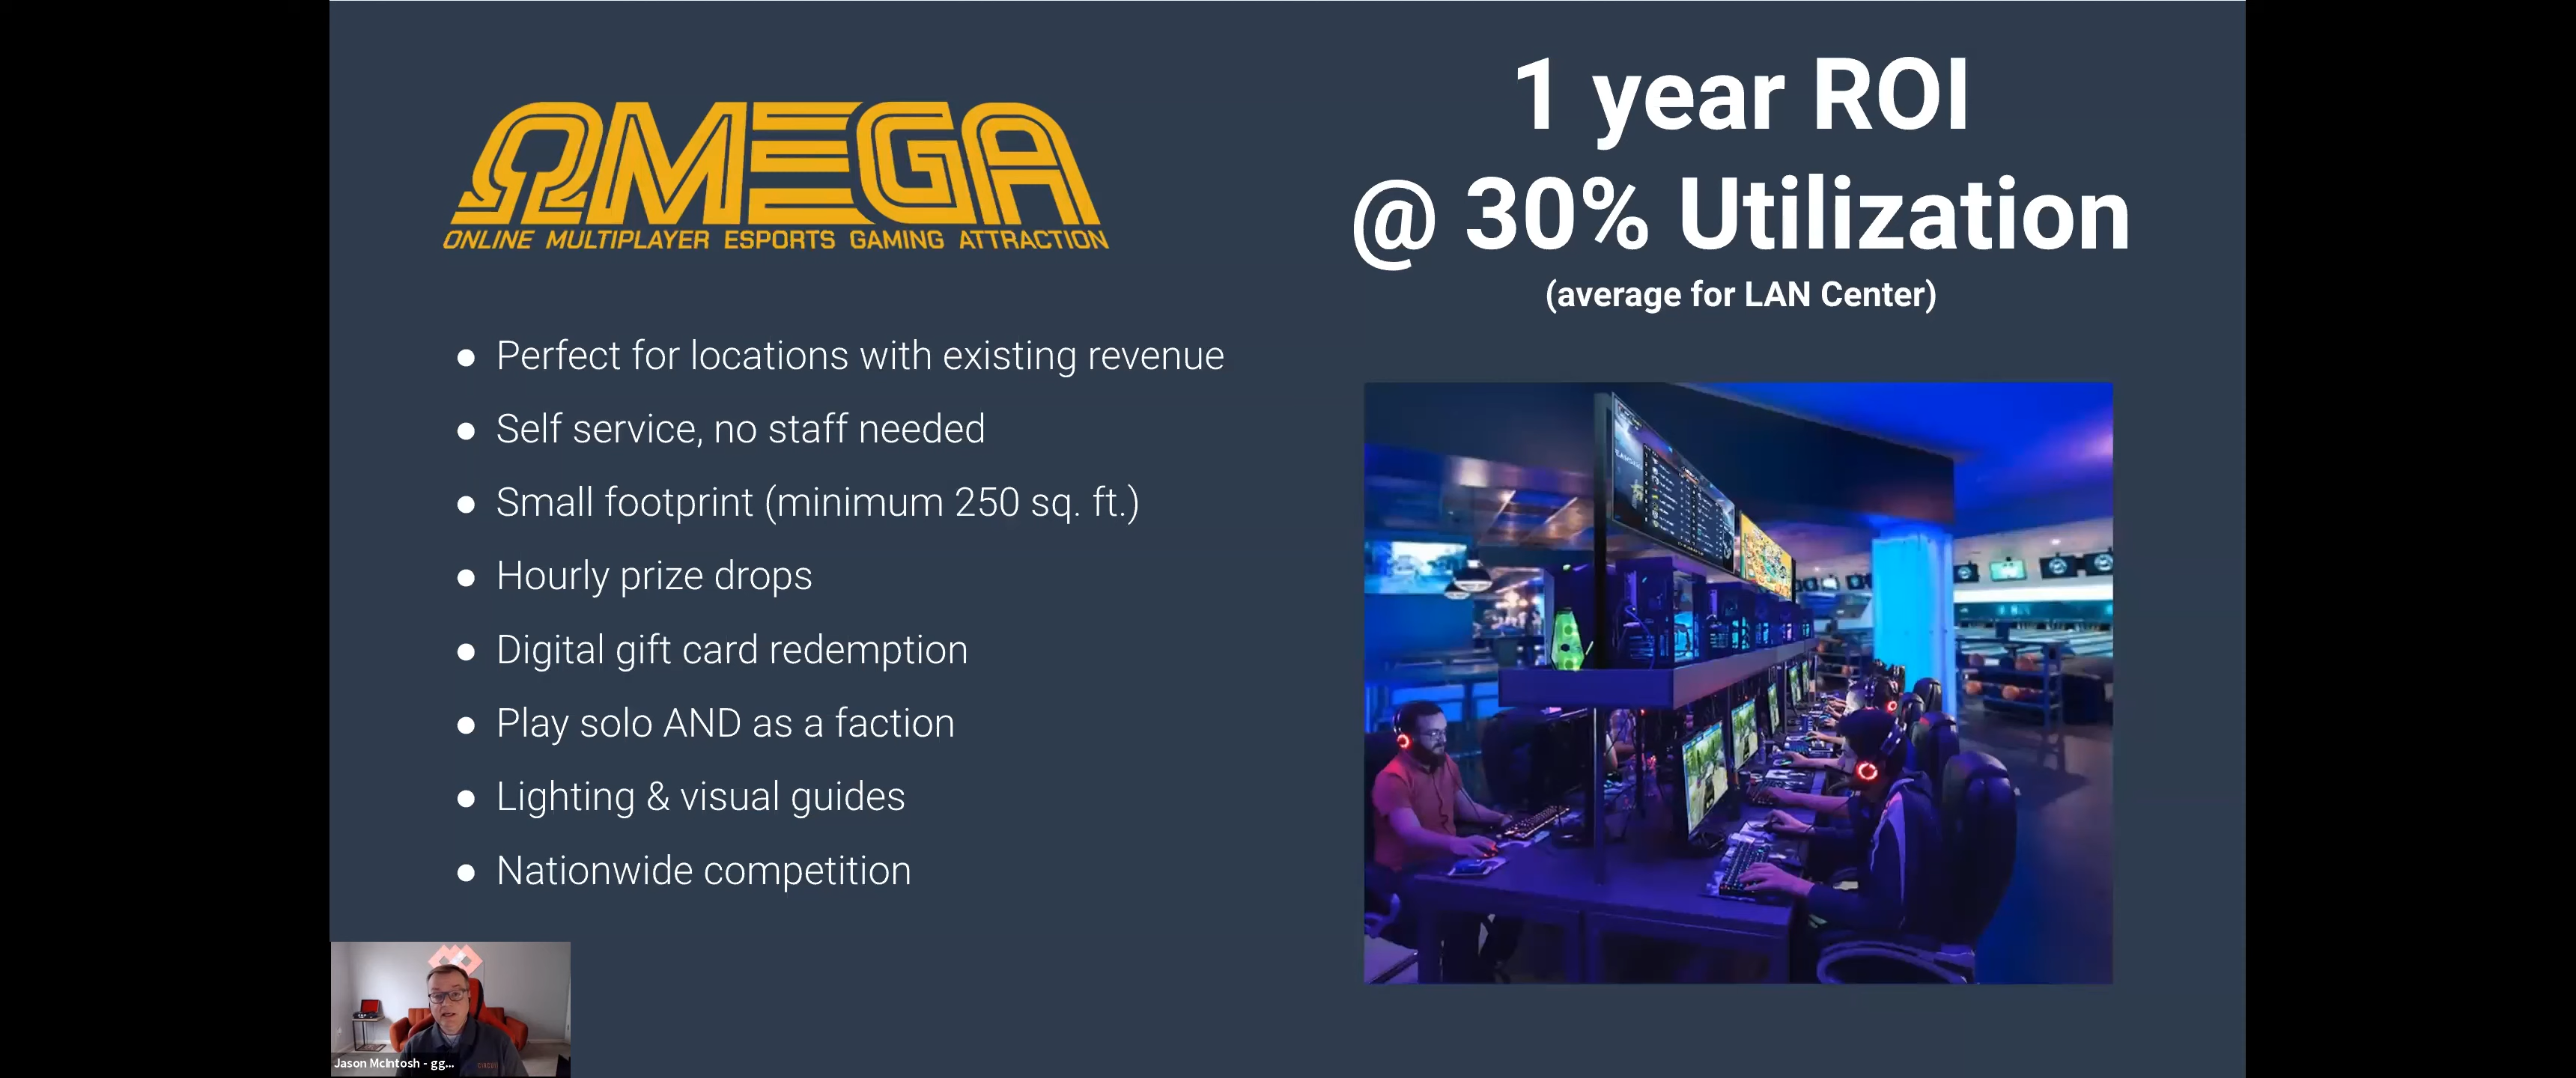 ΩMEGA
ONLINE MULTIPLAYER ESPORTS GAMING ATTRACTION
● Perfect for locations with existing revenue
● Self service, no staff needed
● Small footprint (minimum 250 sq. ft.)
● Hourly prize drops
● Digital gift card redemption
● Play solo AND as a faction
● Lighting & visual guides
● Nationwide competition
1 year ROI
@ 30% Utilization
(average for LAN Center)
Jason McIntosh - gg...